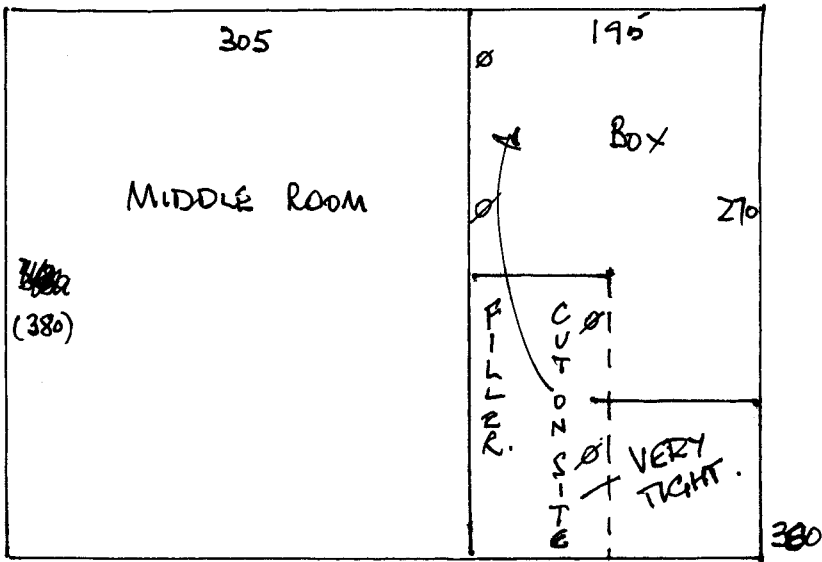 305
195
Ø
BOX
MIDDLE ROOM
Ø
270
(380)
FILLER.
CUT ON SITE
Ø
Ø
VERY
TIGHT.
380